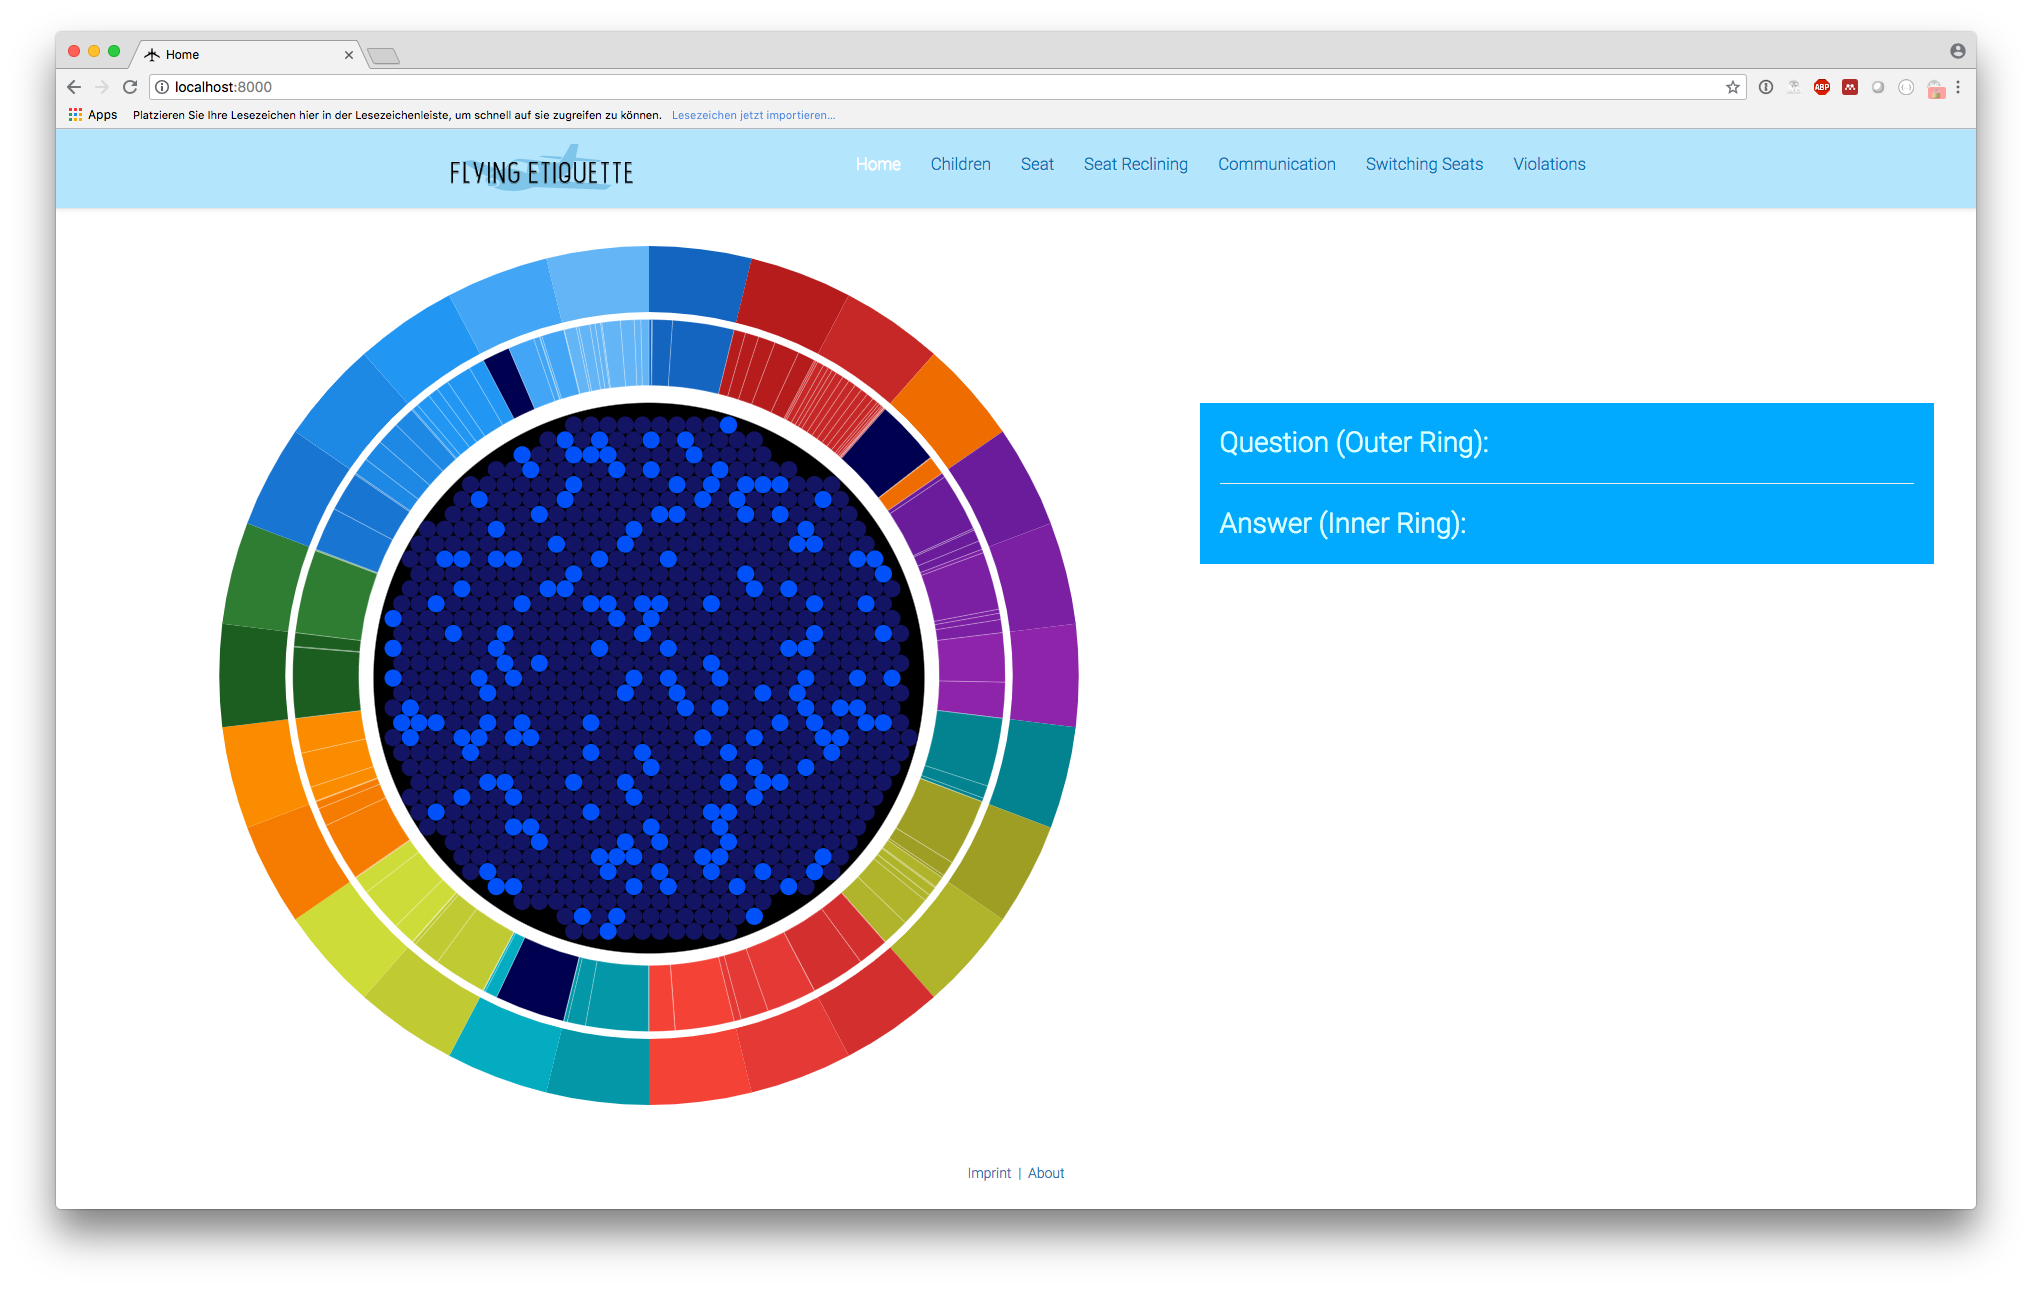 Home
localhost:8000
ABP
Apps Platzieren Sie Ihre Lesezeichen hier in der Lesezeichenleiste, um schnell auf sie zugreifen zu können. Lesezeichen jetzt importieren...
FLYING ETIQUETTE
Home Children Seat Seat Reclining Communication Switching Seats Violations
Question (Outer Ring):
Answer (Inner Ring):
Imprint | About